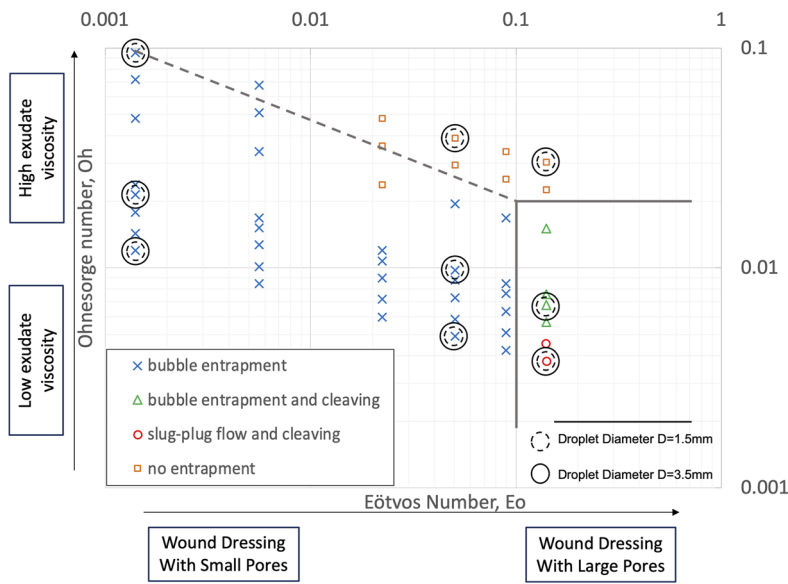 0.001 0.01 0.1 1
0.1
High exudate
viscosity
Ohnesorge number, Oh
0.01
Low exudate
viscosity
bubble entrapment
bubble entrapment and cleaving
slug-plug flow and cleaving
no entrapment
Droplet Diameter D=1.5mm
Droplet Diameter D=3.5mm
0.001
Eötvos Number, Eo
Wound Dressing
With Small Pores
Wound Dressing
With Large Pores